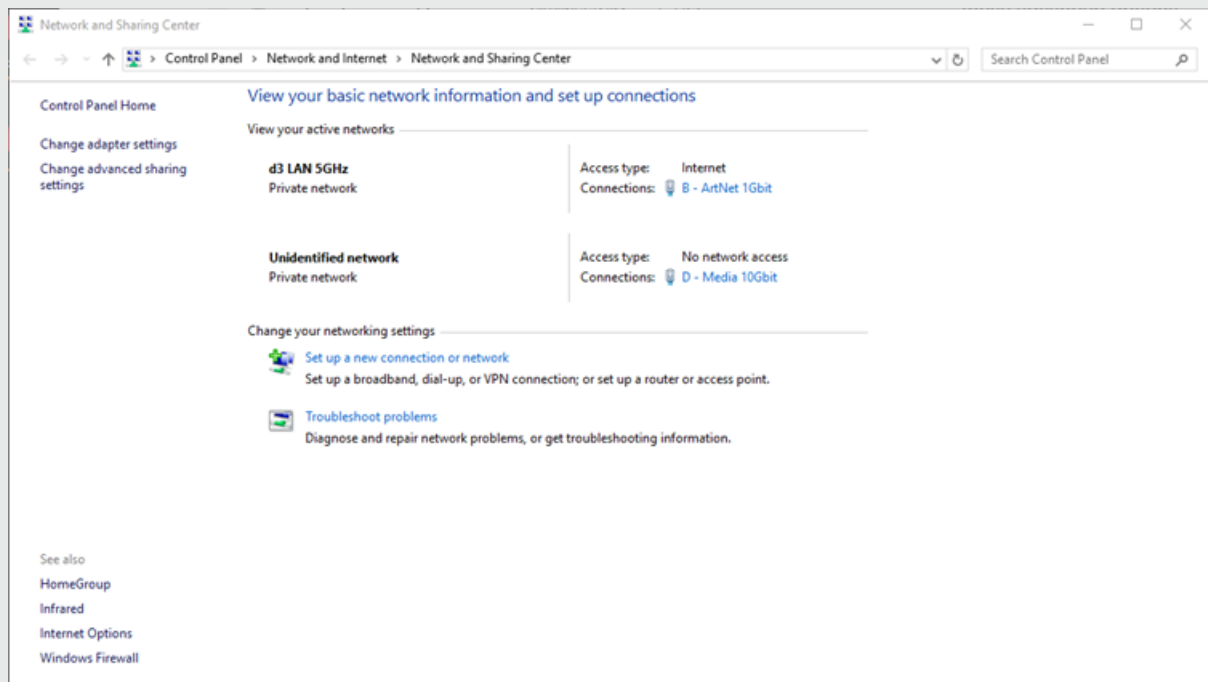 Network and Sharing Center
Control Panel > Network and Internet > Network and Sharing Center
Search Control Panel
Control Panel Home
Change adapter settings
Change advanced sharing
settings
View your basic network information and set up connections
View your active networks
d3 LAN 5GHz
Private network
Access type: Internet
Connections: B - ArtNet 1Gbit
Unidentified network
Private network
Access type: No network access
Connections: D - Media 10Gbit
Change your networking settings
Set up a new connection or network
Set up a broadband, dial-up, or VPN connection; or set up a router or access point.
Troubleshoot problems
Diagnose and repair network problems, or get troubleshooting information.
See also
HomeGroup
Infrared
Internet Options
Windows Firewall